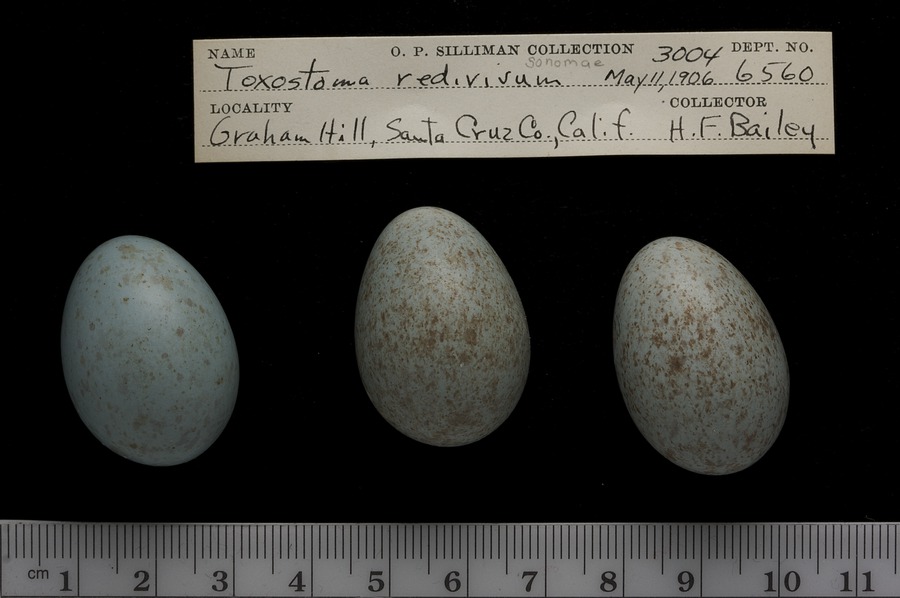 NAME O. P. SILLIMAN COLLECTION 3004 DEPT. NO.
sonomae
Toxostoma redivivum May 11, 1906 6560
LOCALITY COLLECTOR
Graham Hill, Santa Cruz Co., Calif. H. F. Bailey
cm 1 2 3 4 5 6 7 8 9 10 11